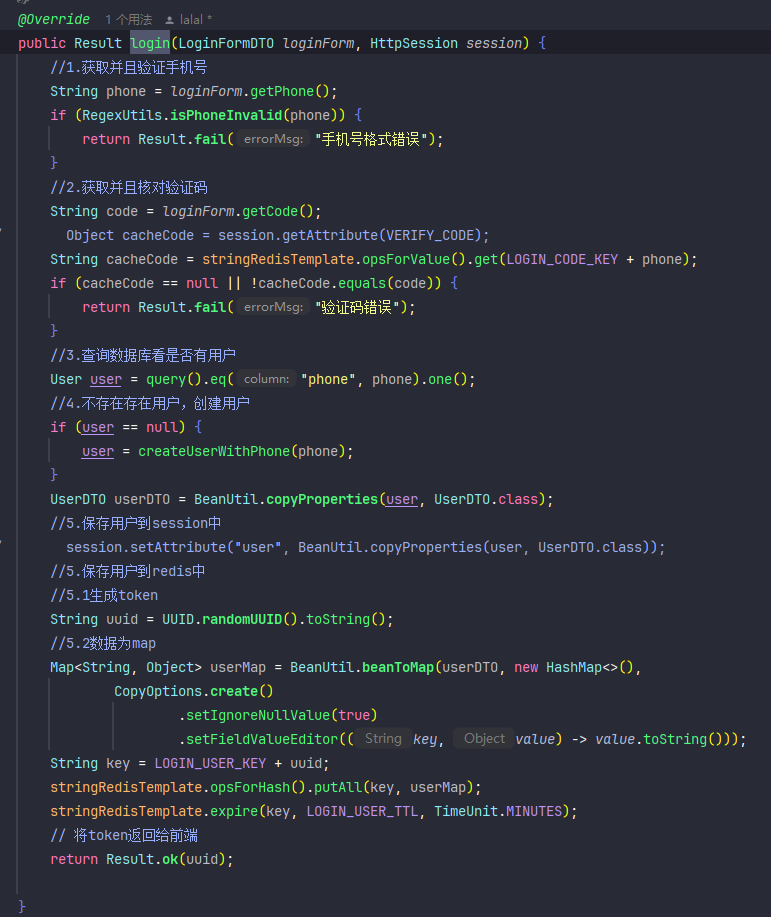 @Override 1 个用法 lalal *
public Result login(LoginFormDTO loginForm, HttpSession session) {
//1.获取并且验证手机号
String phone = loginForm.getPhone();
if (RegexUtils.isPhoneInvalid(phone)) {
return Result.fail( errorMsg: "手机号格式错误");
}
//2.获取并且核对验证码
String code = loginForm.getCode();
Object cacheCode = session.getAttribute(VERIFY_CODE);
String cacheCode = stringRedisTemplate.opsForValue().get(LOGIN_CODE_KEY + phone);
if (cacheCode == null || !cacheCode.equals(code)) {
return Result.fail( errorMsg: "验证码错误");
}
//3.查询数据库看是否有用户
User user = query().eq( column: "phone", phone).one();
//4.不存在存在用户，创建用户
if (user == null) {
user = createUserWithPhone(phone);
}
UserDTO userDTO = BeanUtil.copyProperties(user, UserDTO.class);
//5.保存用户到session中
session.setAttribute("user", BeanUtil.copyProperties(user, UserDTO.class));
//5.保存用户到redis中
//5.1生成token
String uuid = UUID.randomUUID().toString();
//5.2数据为map
Map<String, Object> userMap = BeanUtil.beanToMap(userDTO, new HashMap<>(),
CopyOptions.create()
.setIgnoreNullValue(true)
.setFieldValueEditor(( String key, Object value) -> value.toString()));
String key = LOGIN_USER_KEY + uuid;
stringRedisTemplate.opsForHash().putAll(key, userMap);
stringRedisTemplate.expire(key, LOGIN_USER_TTL, TimeUnit.MINUTES);
// 将token返回给前端
return Result.ok(uuid);
}